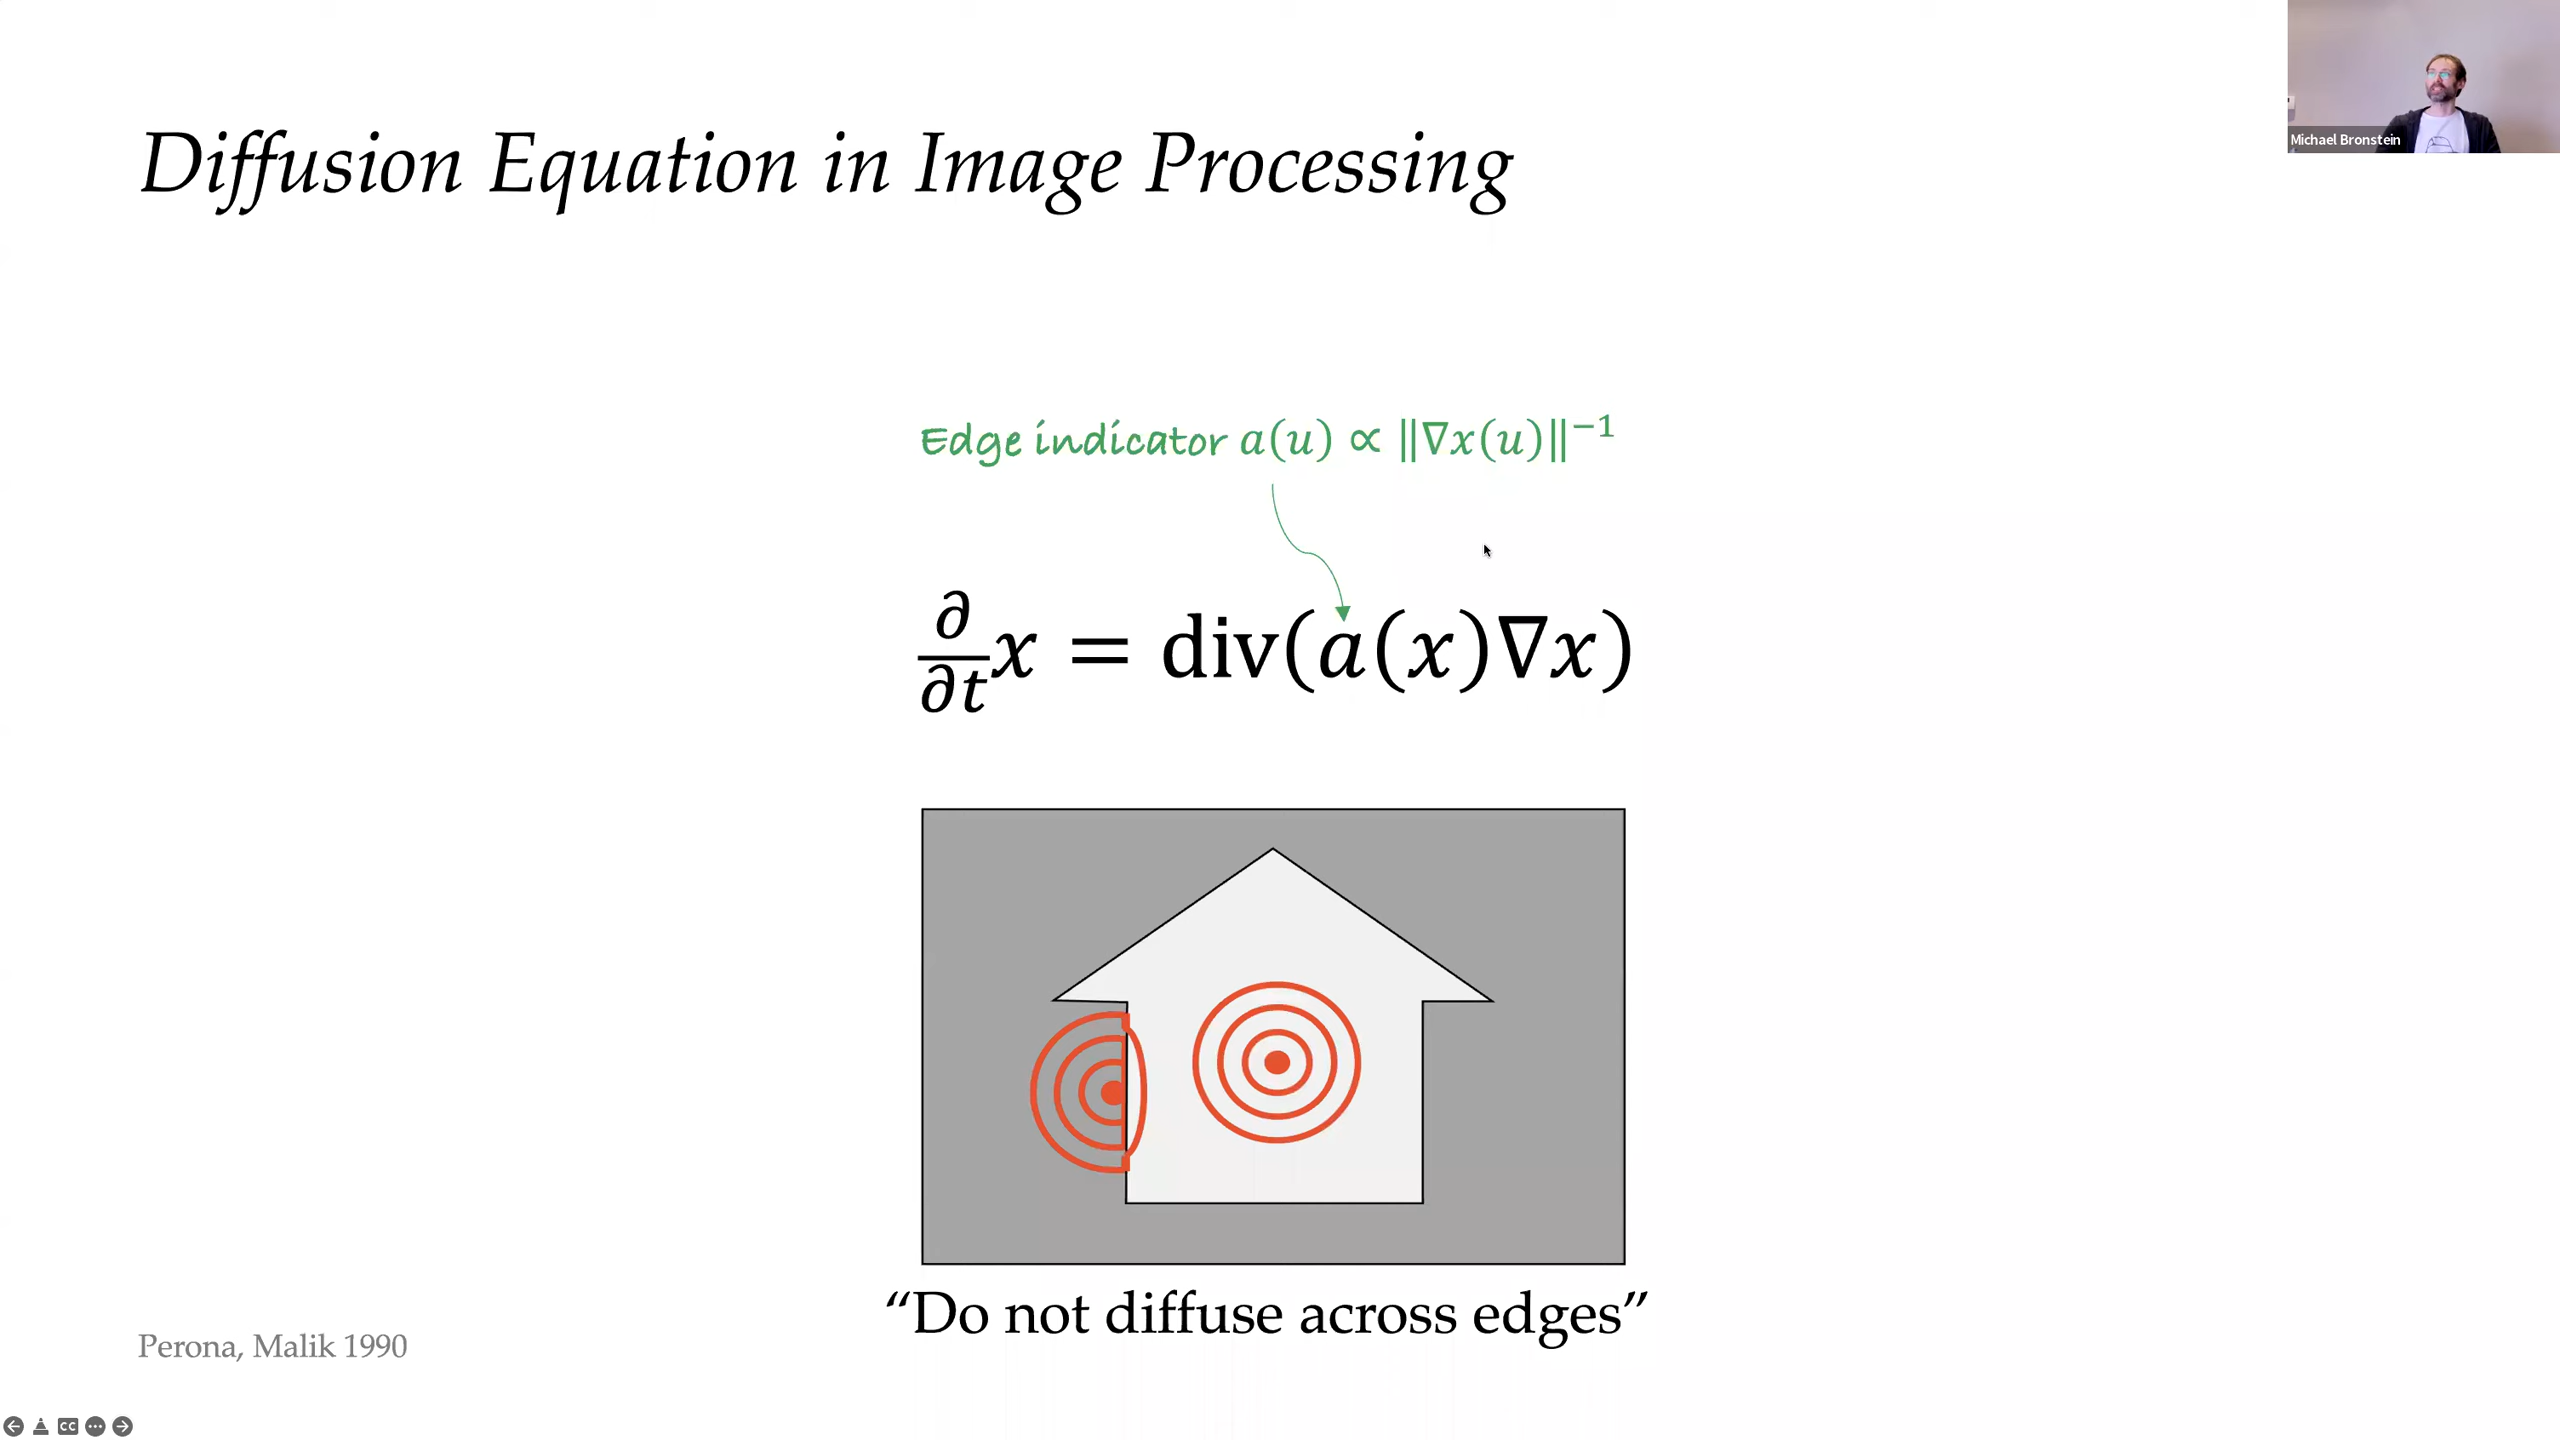 Michael Bronstein
Diffusion Equation in Image Processing
Edge indicator a(u) ∝ ‖∇x(u)‖⁻¹
∂/∂t x = div(a(x)∇x)
“Do not diffuse across edges”
Perona, Malik 1990
CC